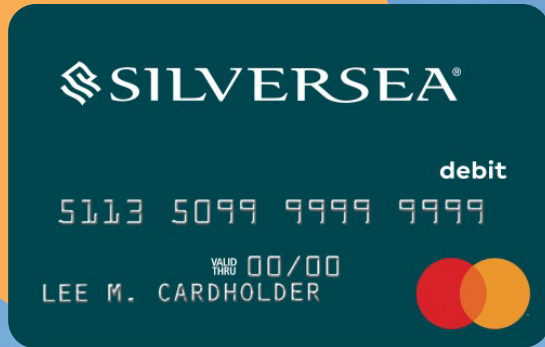 SILVERSEA®
debit
5113 5099 9999 9999
VALID THRU 00/00
LEE M. CARDHOLDER